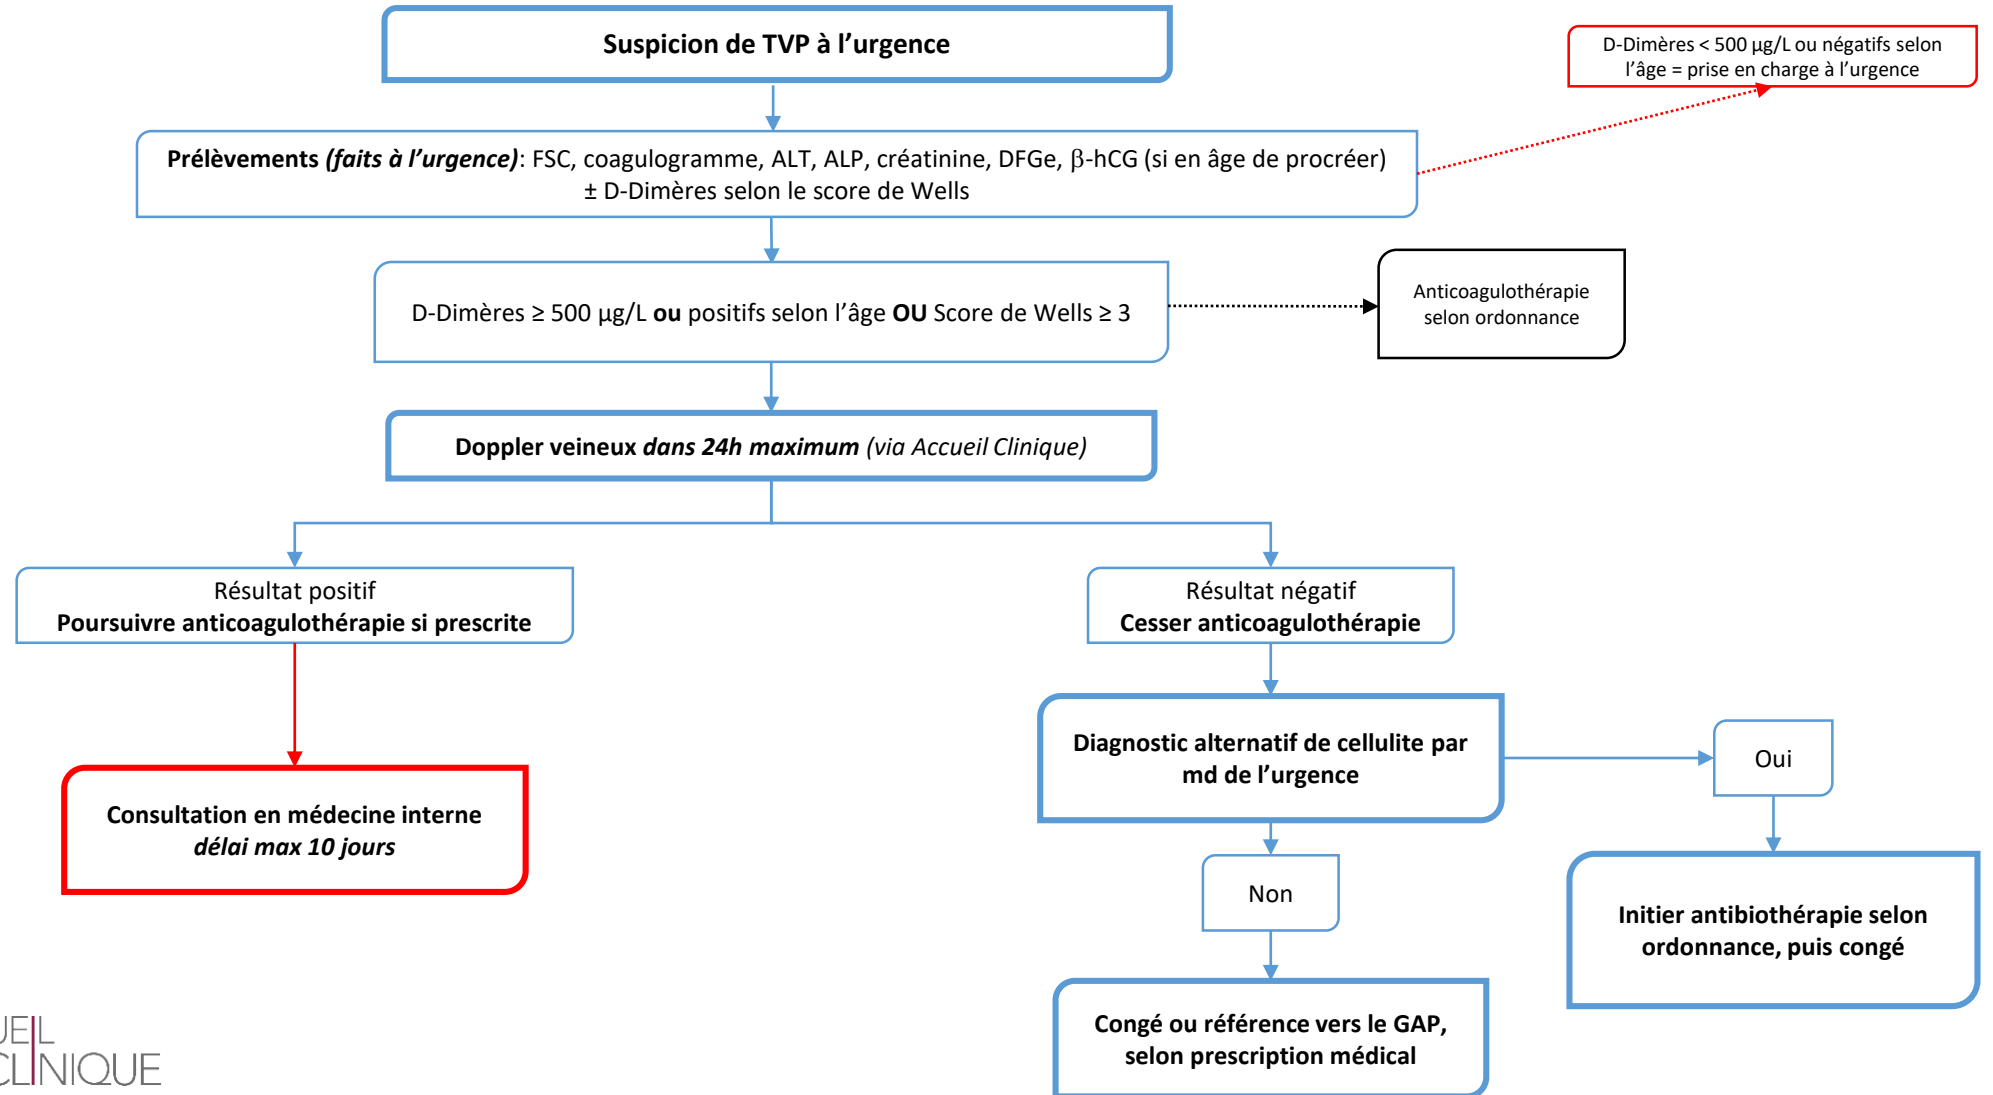 Suspicion de TVP à l’urgence
D-Dimères < 500 µg/L ou négatifs selon
l’âge = prise en charge à l’urgence
Prélèvements (faits à l’urgence): FSC, coagulogramme, ALT, ALP, créatinine, DFGe, β-hCG (si en âge de procréer)
± D-Dimères selon le score de Wells
D-Dimères ≥ 500 µg/L ou positifs selon l’âge OU Score de Wells ≥ 3
Anticoagulothérapie
selon ordonnance
Doppler veineux dans 24h maximum (via Accueil Clinique)
Résultat positif
Poursuivre anticoagulothérapie si prescrite
Résultat négatif
Cesser anticoagulothérapie
Consultation en médecine interne
délai max 10 jours
Diagnostic alternatif de cellulite par
md de l’urgence
Oui
Non
Initier antibiothérapie selon
ordonnance, puis congé
Congé ou référence vers le GAP,
selon prescription médical
UEIL
CLINIQUE